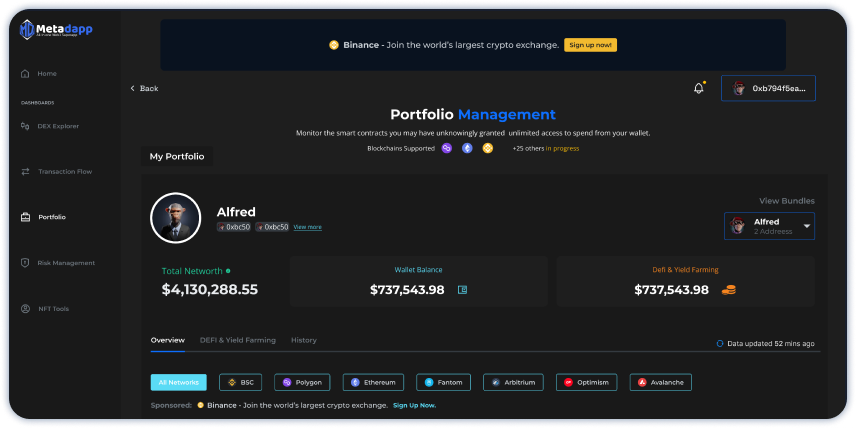 Metadapp
Binance - Join the world's largest crypto exchange. Sign up now!
Home
Back
0xb794f5ea...
DASHBOARDS
Portfolio Management
DEX Explorer
Monitor the smart contracts you may have unknowingly granted unlimited access to spend from your wallet.
Blockchains Supported +25 others in progress
My Portfolio
Transaction Flow
View Bundles
Alfred
Portfolio
0xbc50 0xbc50 View more
Alfred
2 Addreess
Risk Management
Total Networth
$4,130,288.55
Wallet Balance
$737,543.98
Defi & Yield Farming
$737,543.98
NFT Tools
Overview DEFI & Yield Farming History
Data updated 52 mins ago
All Networks BSC Polygon Ethereum Fantom Arbitrium Optimism Avalanche
Sponsored: Binance - Join the world's largest crypto exchange. Sign Up Now.